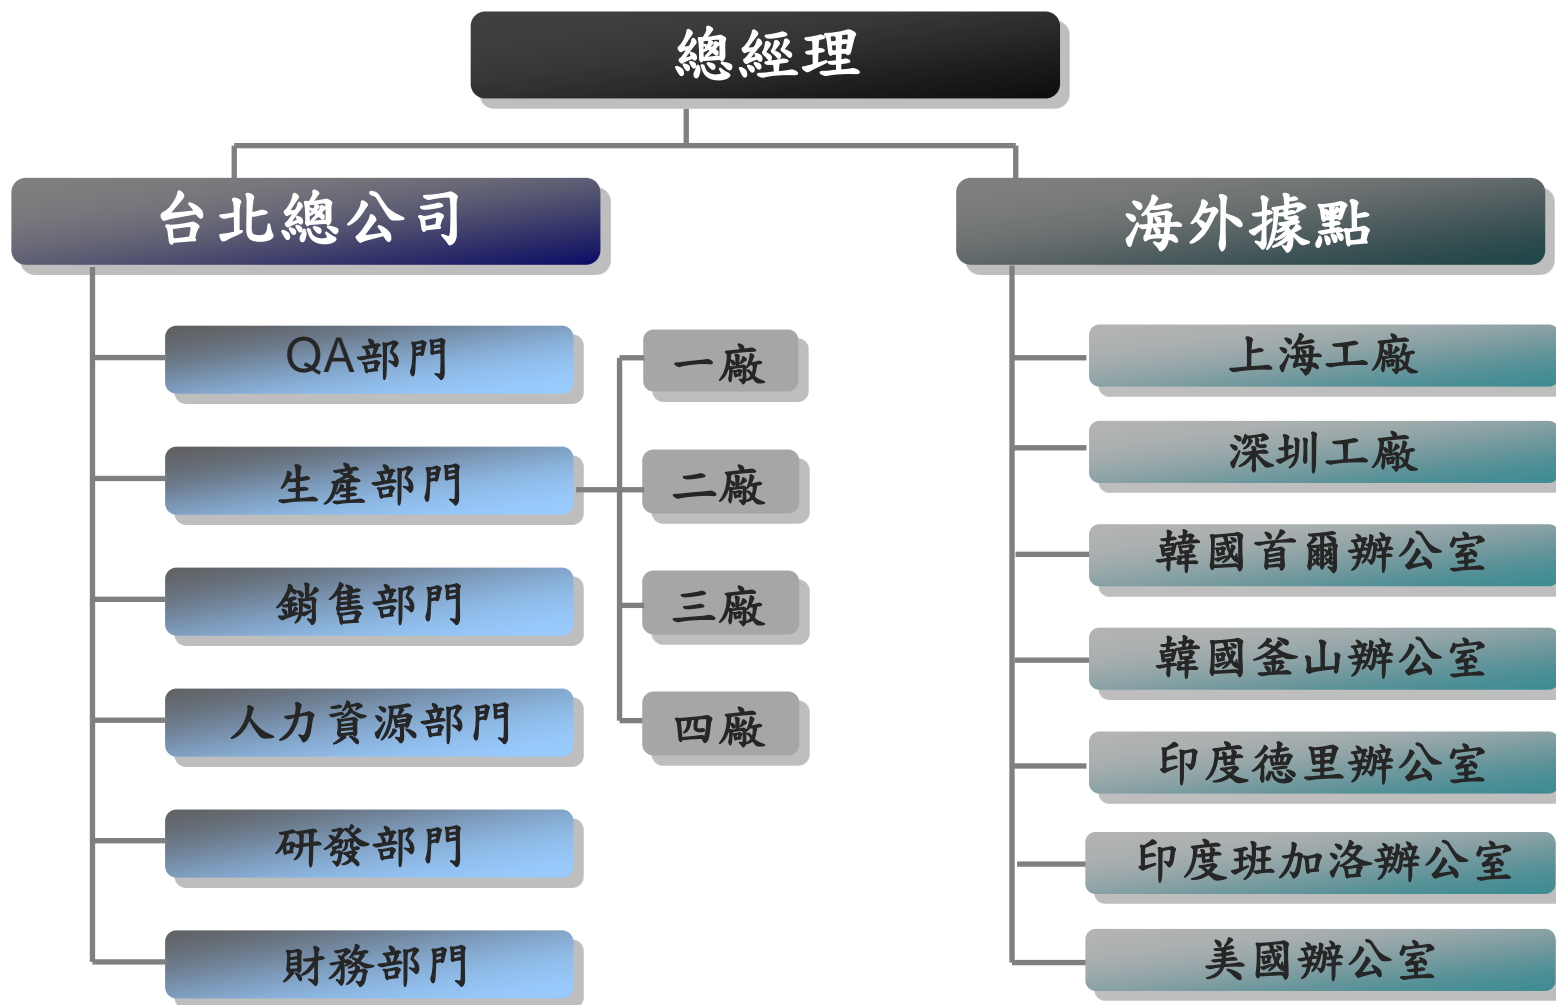 總經理
台北總公司
海外據點
QA部門
生產部門
銷售部門
人力資源部門
研發部門
財務部門
一廠
二廠
三廠
四廠
上海工廠
深圳工廠
韓國首爾辦公室
韓國釜山辦公室
印度德里辦公室
印度班加洛辦公室
美國辦公室